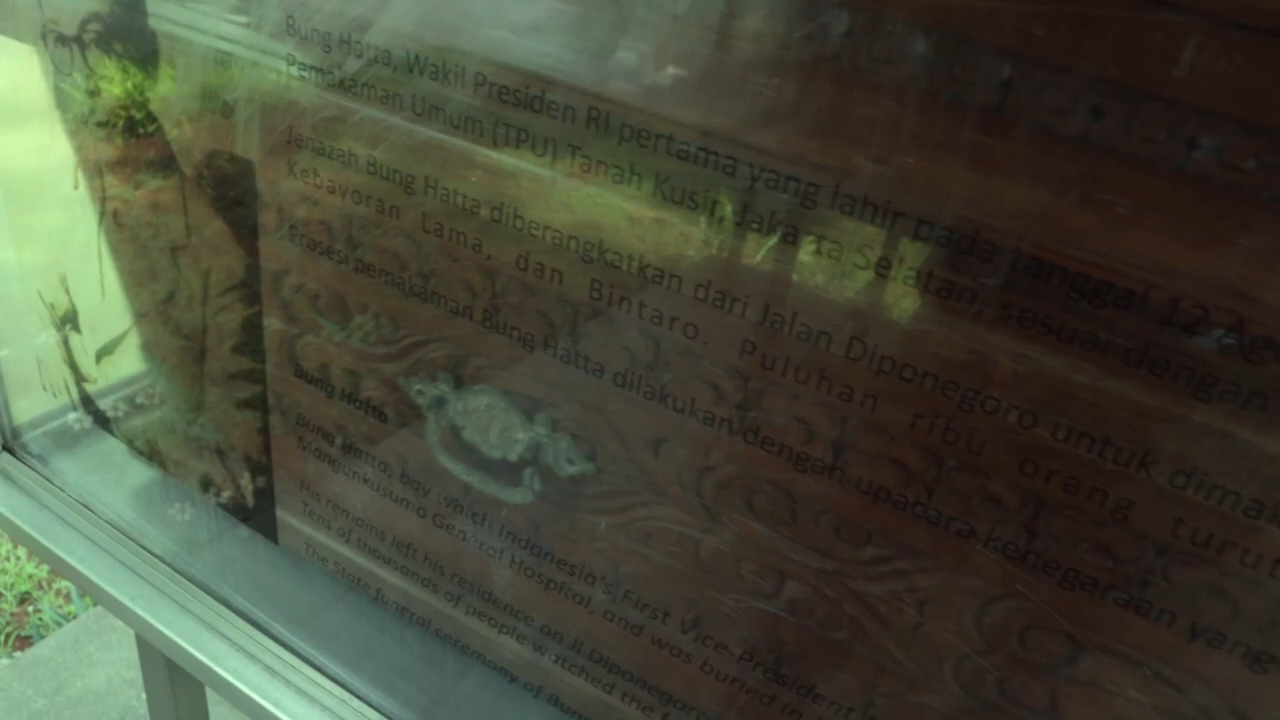 Bung Hatta, Wakil Presiden RI pertama yang lahir pada tanggal 12
Pemakaman Umum (TPU) Tanah Kusir, Jakarta Selatan, sesuai dengan
Jenazah Bung Hatta diberangkatkan dari Jalan Diponegoro untuk
Kebayoran Lama, dan Bintaro. Puluhan ribu orang turut
Prosesi pemakaman Bung Hatta dilakukan dengan upacara kenegaraan yang
Bung Hatta
Bung Hatta, bay which Indonesia's First Vice-President
Mangunkusumo General Hospital, and was buried in
His remains left his residence on Jl Diponegoro
Tens of thousands of people watched the
The State funeral ceremony of Bung